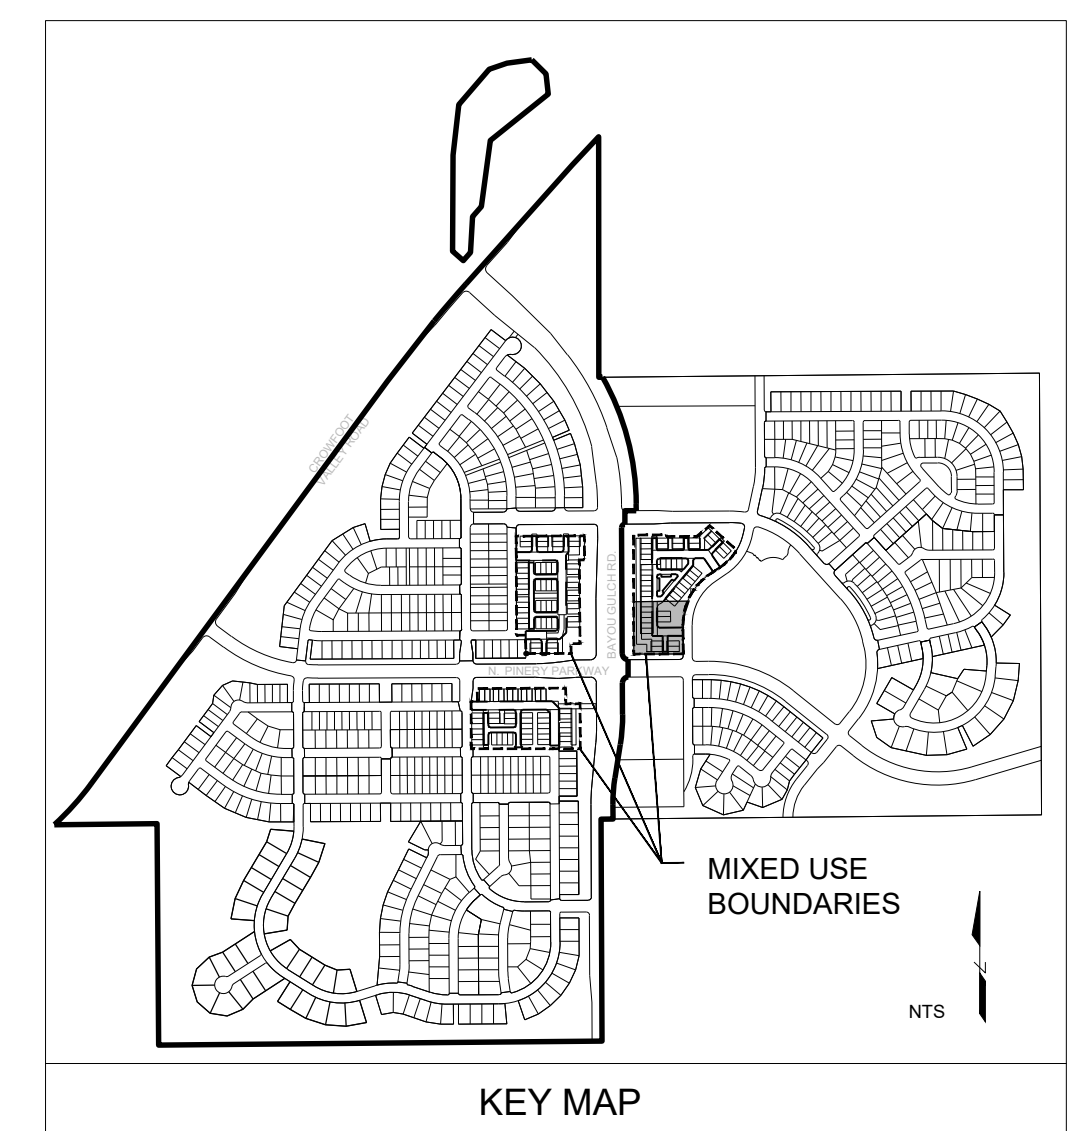 CROWFOOT
VALLEY ROAD
BAYOU GULCH RD.
N. PINERY PARKWAY
MIXED USE
BOUNDARIES
NTS
KEY MAP